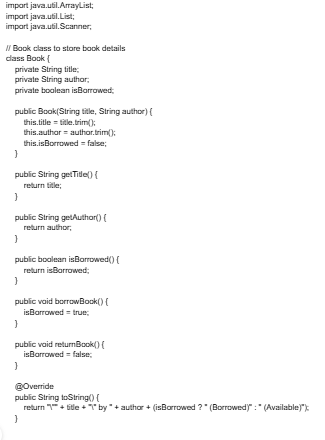 import java.util.ArrayList;
import java.util.List;
import java.util.Scanner;
// Book class to store book details
class Book {
private String title;
private String author;
private boolean isBorrowed;
public Book(String title, String author) {
this.title = title.trim();
this.author = author.trim();
this.isBorrowed = false;
}
public String getTitle() {
return title;
}
public String getAuthor() {
return author;
}
public boolean isBorrowed() {
return isBorrowed;
}
public void borrowBook() {
isBorrowed = true;
}
public void returnBook() {
isBorrowed = false;
}
@Override
public String toString() {
return "\"" + title + "\" by " + author + (isBorrowed ? " (Borrowed)" : " (Available)");
}